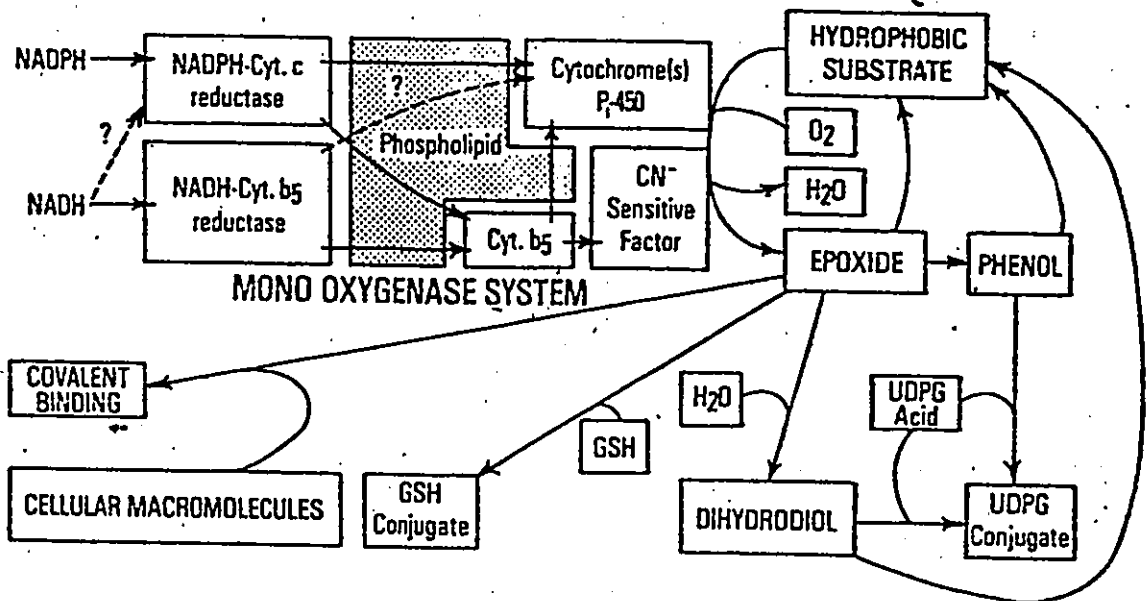 NADPH
NADPH-Cyt. c
reductase
?
NADH
NADH-Cyt. b5
reductase
?
Phospholipid
Cytochrome(s)
P₁-450
Cyt. b5
CN⁻
Sensitive
Factor
MONO OXYGENASE SYSTEM
HYDROPHOBIC
SUBSTRATE
O2
H2O
EPOXIDE
PHENOL
COVALENT
BINDING
CELLULAR MACROMOLECULES
GSH
Conjugate
GSH
H2O
UDPG
Acid
DIHYDRODIOL
UDPG
Conjugate